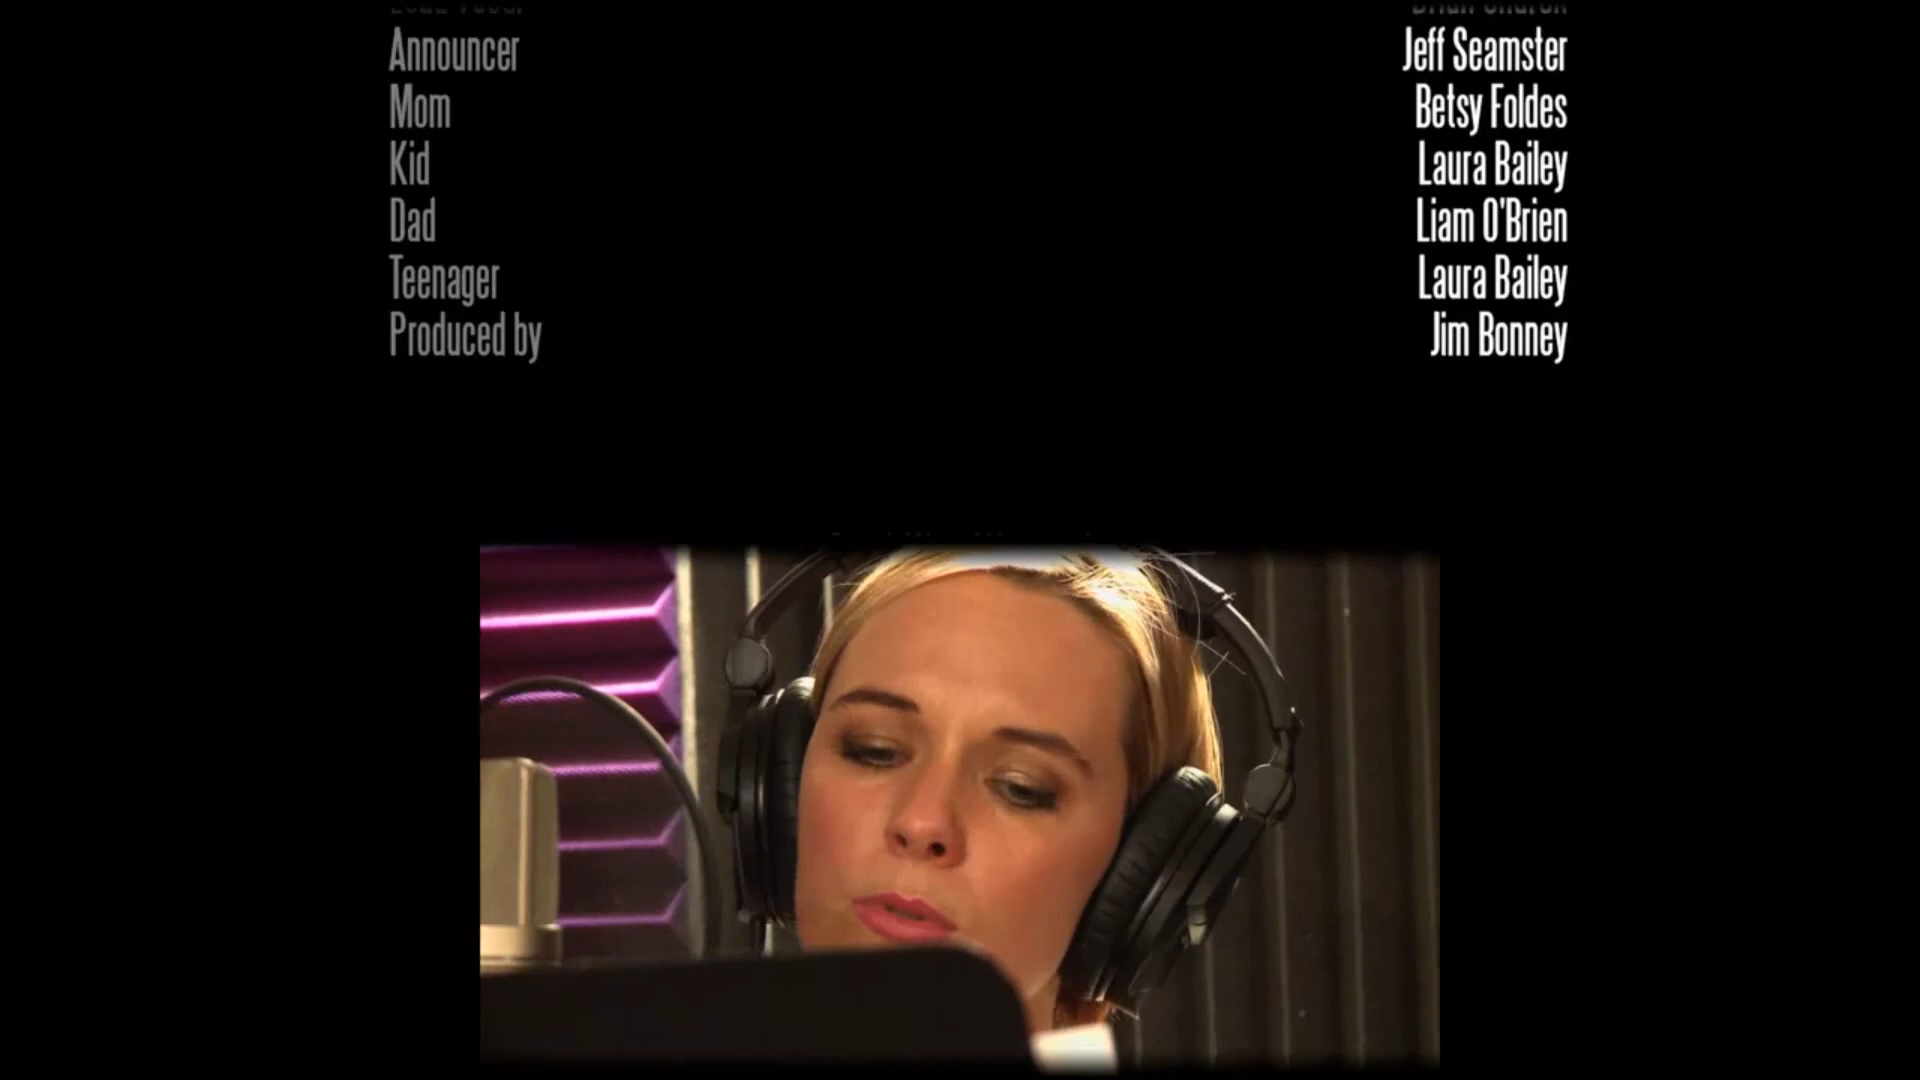 Announcer Jeff Seamster
Mom Betsy Foldes
Kid Laura Bailey
Dad Liam O'Brien
Teenager Laura Bailey
Produced by Jim Bonney